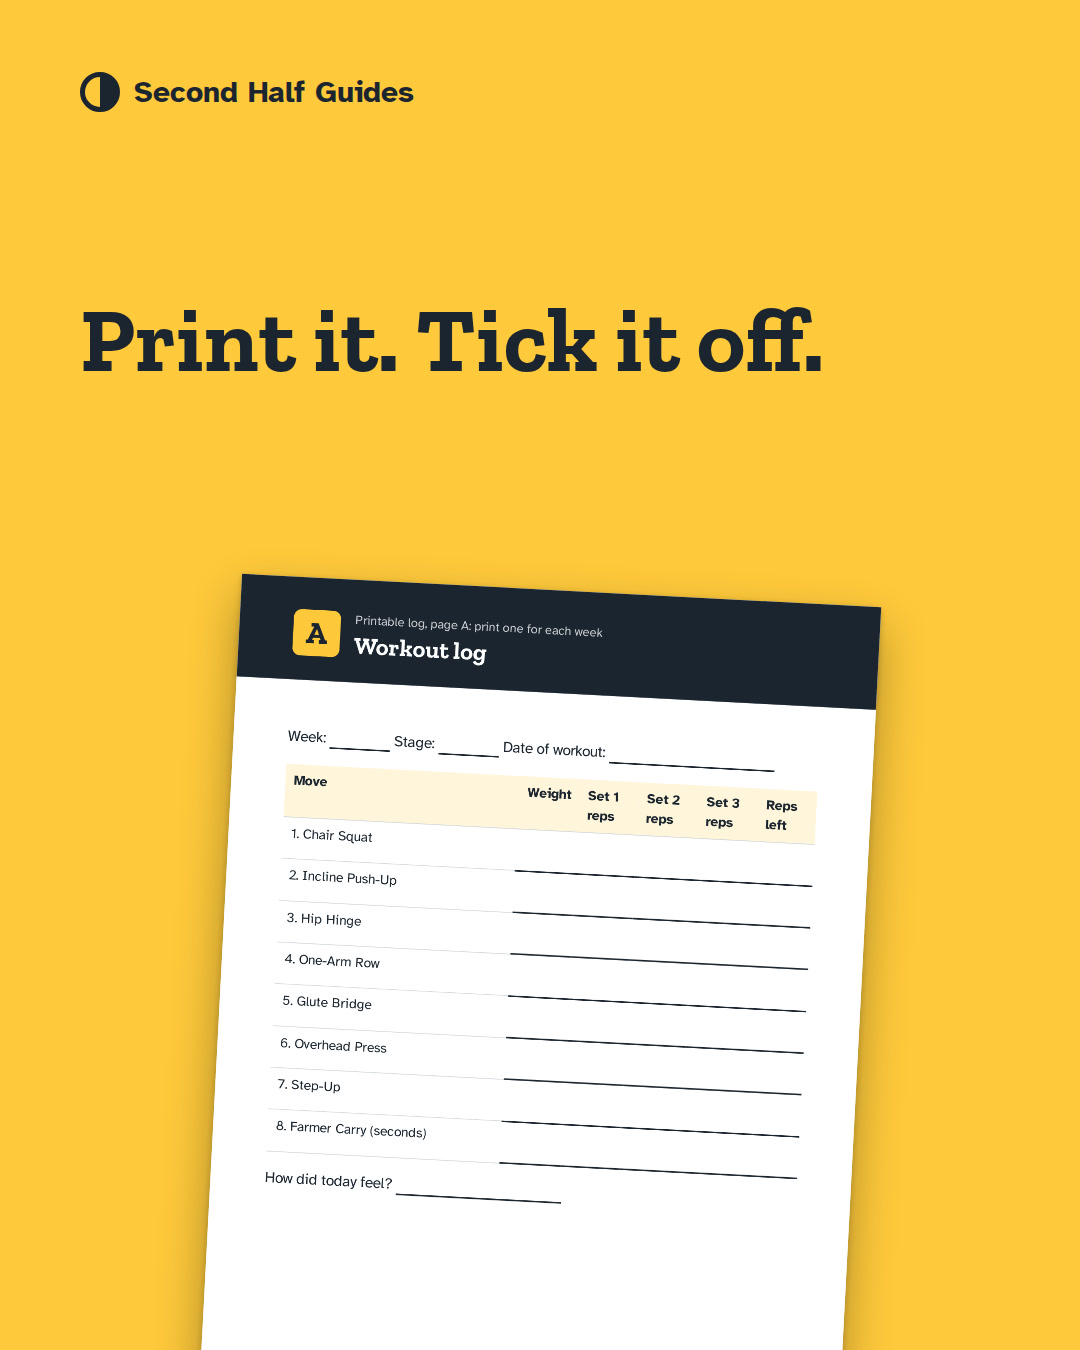 Second Half Guides
Print it. Tick it off.
A
Printable log, page A: print one for each week
Workout log
Week: Stage: Date of workout:
Move Weight Set 1 reps Set 2 reps Set 3 reps Reps left
1. Chair Squat
2. Incline Push-Up
3. Hip Hinge
4. One-Arm Row
5. Glute Bridge
6. Overhead Press
7. Step-Up
8. Farmer Carry (seconds)
How did today feel?